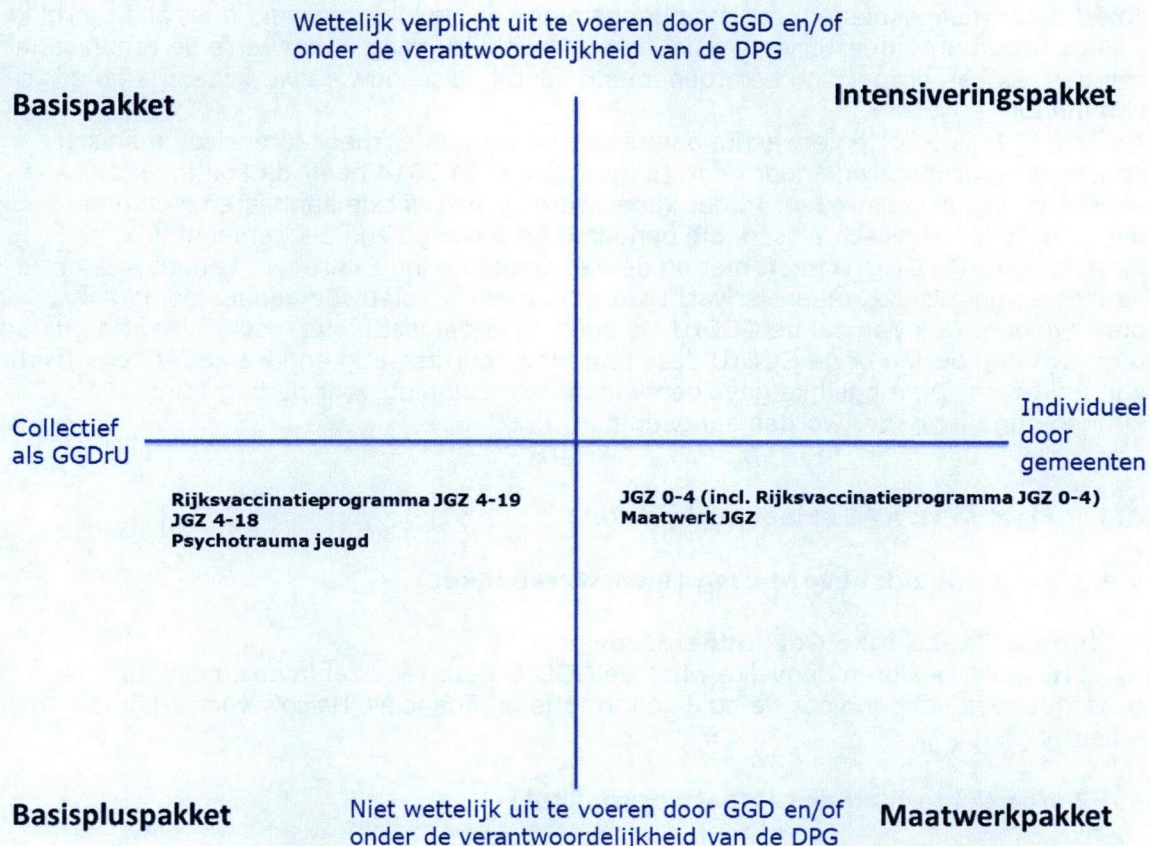 Wettelijk verplicht uit te voeren door GGD en/of
onder de verantwoordelijkheid van de DPG
Basispakket
Intensiveringspakket
Collectief
als GGDrU
Individueel
door
gemeenten
Rijksvaccinatieprogramma JGZ 4-19
JGZ 4-18
Psychotrauma jeugd
JGZ 0-4 (incl. Rijksvaccinatieprogramma JGZ 0-4)
Maatwerk JGZ
Basispluspakket
Niet wettelijk uit te voeren door GGD en/of
onder de verantwoordelijkheid van de DPG
Maatwerkpakket